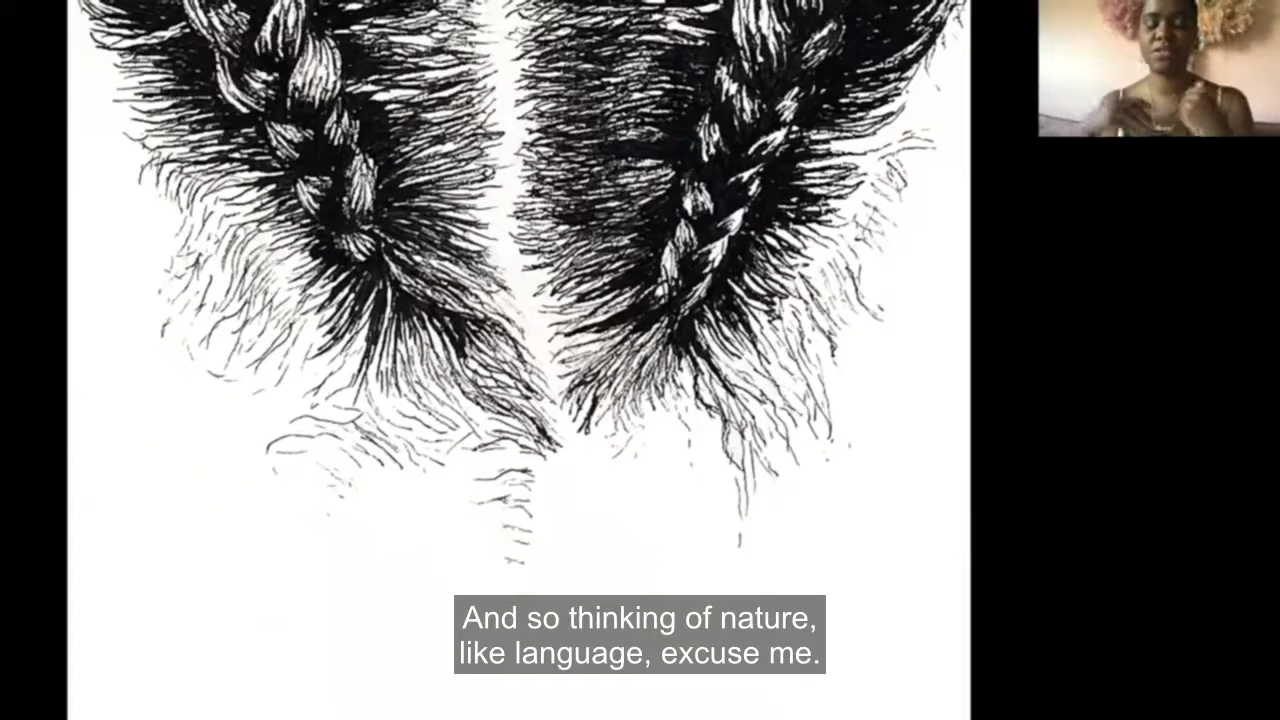 And so thinking of nature,
like language, excuse me.